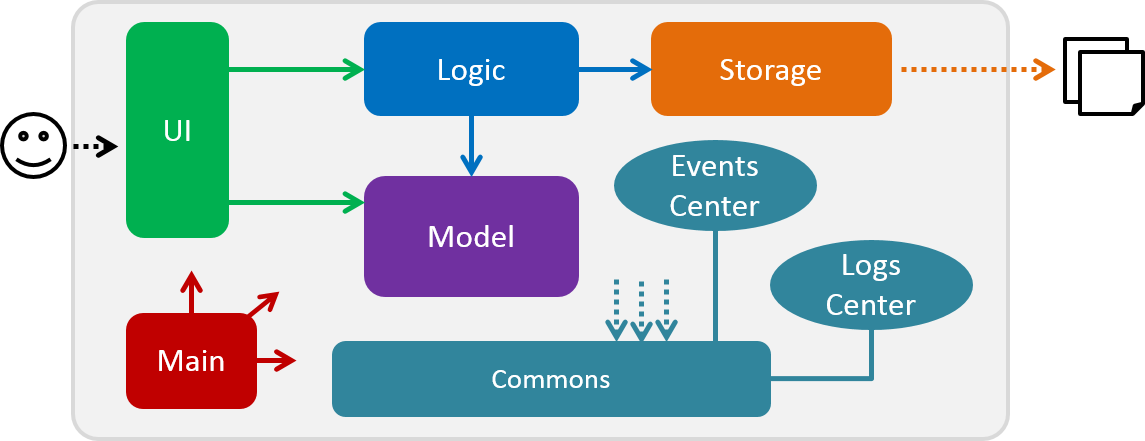 UI
Logic
Storage
Events
Center
Model
Logs
Center
Main
Commons